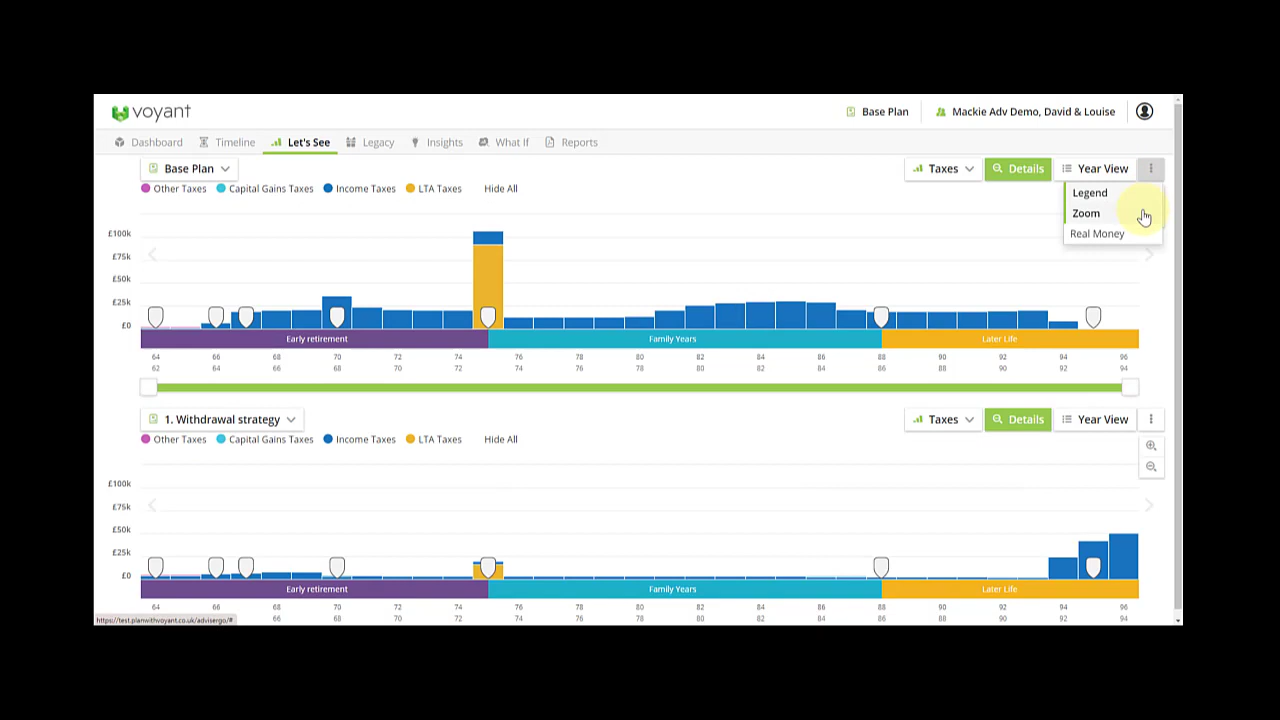 voyant
Base Plan
Mackie Adv Demo, David & Louise
Dashboard Timeline Let's See Legacy Insights What If Reports
Base Plan
Taxes Details Year View
Other Taxes Capital Gains Taxes Income Taxes LTA Taxes Hide All
Legend
Zoom
Real Money
£100k
£75k
£50k
£25k
£0
Early retirement Family Years Later Life
64 66 68 70 72 74 76 78 80 82 84 86 88 90 92 94 96
62 64 66 68 70 72 74 76 78 80 82 84 86 88 90 92 94
1. Withdrawal strategy
Taxes Details Year View
Other Taxes Capital Gains Taxes Income Taxes LTA Taxes Hide All
£100k
£75k
£50k
£25k
£0
Early retirement Family Years Later Life
64 66 68 70 72 74 76 78 80 82 84 86 88 90 92 94 96
66 68 70 72 74 76 78 80 82 84 86 88 90 92 94
https://test.planwithvoyant.co.uk/advisergo/#